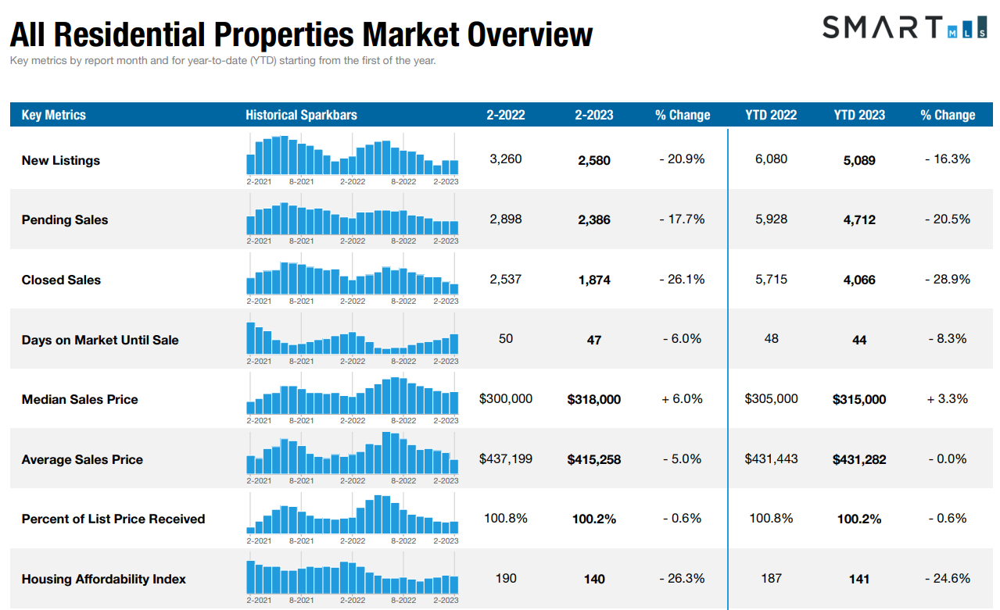 All Residential Properties Market Overview
SMART MLS
Key metrics by report month and for year-to-date (YTD) starting from the first of the year.
Key Metrics Historical Sparkbars 2-2022 2-2023 % Change YTD 2022 YTD 2023 % Change
New Listings 3,260 2,580 - 20.9% 6,080 5,089 - 16.3%
2-2021 8-2021 2-2022 8-2022 2-2023
Pending Sales 2,898 2,386 - 17.7% 5,928 4,712 - 20.5%
2-2021 8-2021 2-2022 8-2022 2-2023
Closed Sales 2,537 1,874 - 26.1% 5,715 4,066 - 28.9%
2-2021 8-2021 2-2022 8-2022 2-2023
Days on Market Until Sale 50 47 - 6.0% 48 44 - 8.3%
2-2021 8-2021 2-2022 8-2022 2-2023
Median Sales Price $300,000 $318,000 + 6.0% $305,000 $315,000 + 3.3%
2-2021 8-2021 2-2022 8-2022 2-2023
Average Sales Price $437,199 $415,258 - 5.0% $431,443 $431,282 - 0.0%
2-2021 8-2021 2-2022 8-2022 2-2023
Percent of List Price Received 100.8% 100.2% - 0.6% 100.8% 100.2% - 0.6%
2-2021 8-2021 2-2022 8-2022 2-2023
Housing Affordability Index 190 140 - 26.3% 187 141 - 24.6%
2-2021 8-2021 2-2022 8-2022 2-2023